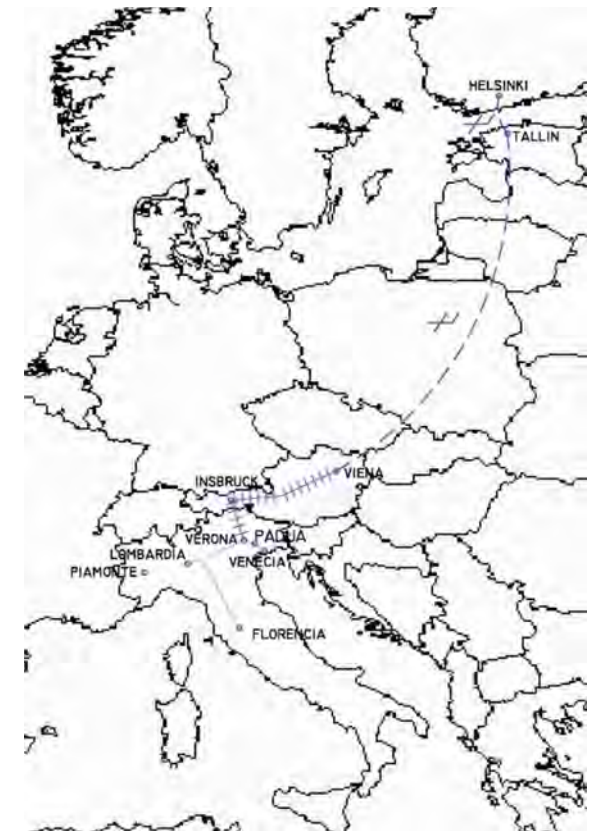 HELSINKI
TALLIN
VIENA
INSBRUCK
VERONA
PADUA
LOMBARDIA
VENECIA
PIAMONTE
FLORENCIA